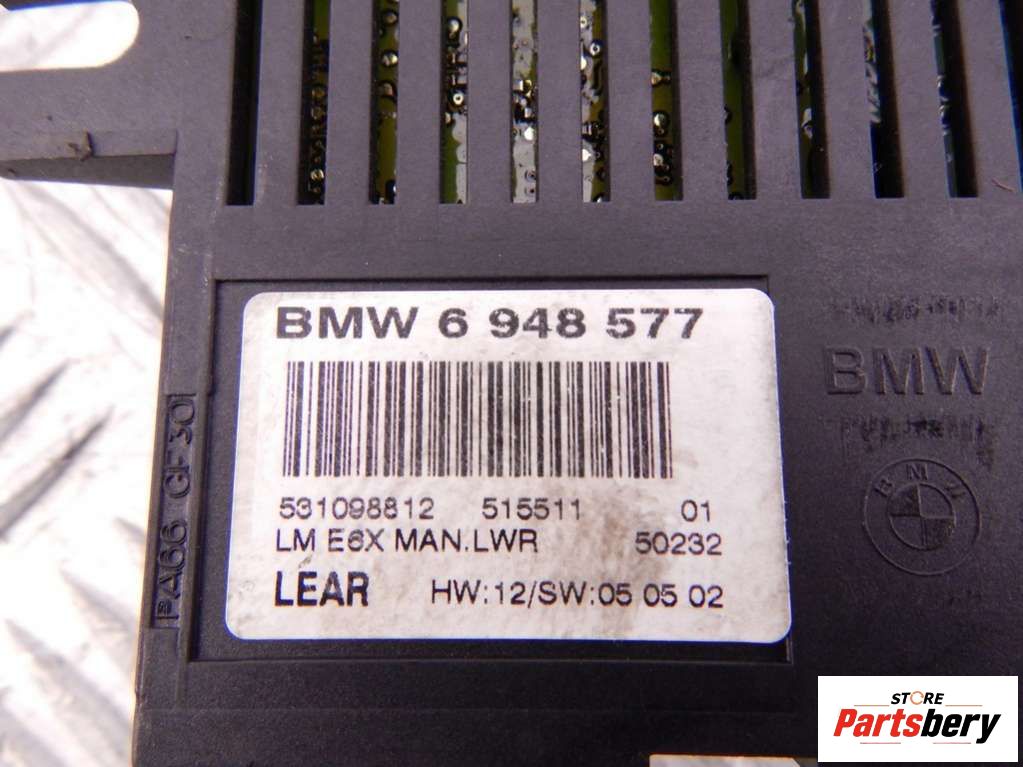 BMW 6 948 577
531098812 515511 01
LM E6X MAN.LWR 50232
LEAR HW:12/SW:05 05 02
PA66 GF30
BMW
BMW
STORE
Partsbery